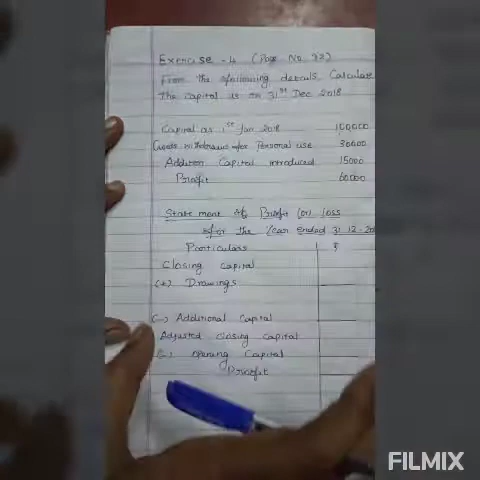 Exercise - 4 (Page No. 33)
From the following details Calculate
The capital as on 31st Dec 2018
Capital as 1st Jan 2018 100000
Goods withdrawn for Personal use 30000
Addition Capital introduced 15000
Profit 60000
Statement of Profit (or) loss
for the Year ended 31-12-20
Particulars ₹
Closing Capital
(+) Drawings
(-) Additional Capital
Adjusted closing capital
(-) opening Capital
Profit
FILMIX